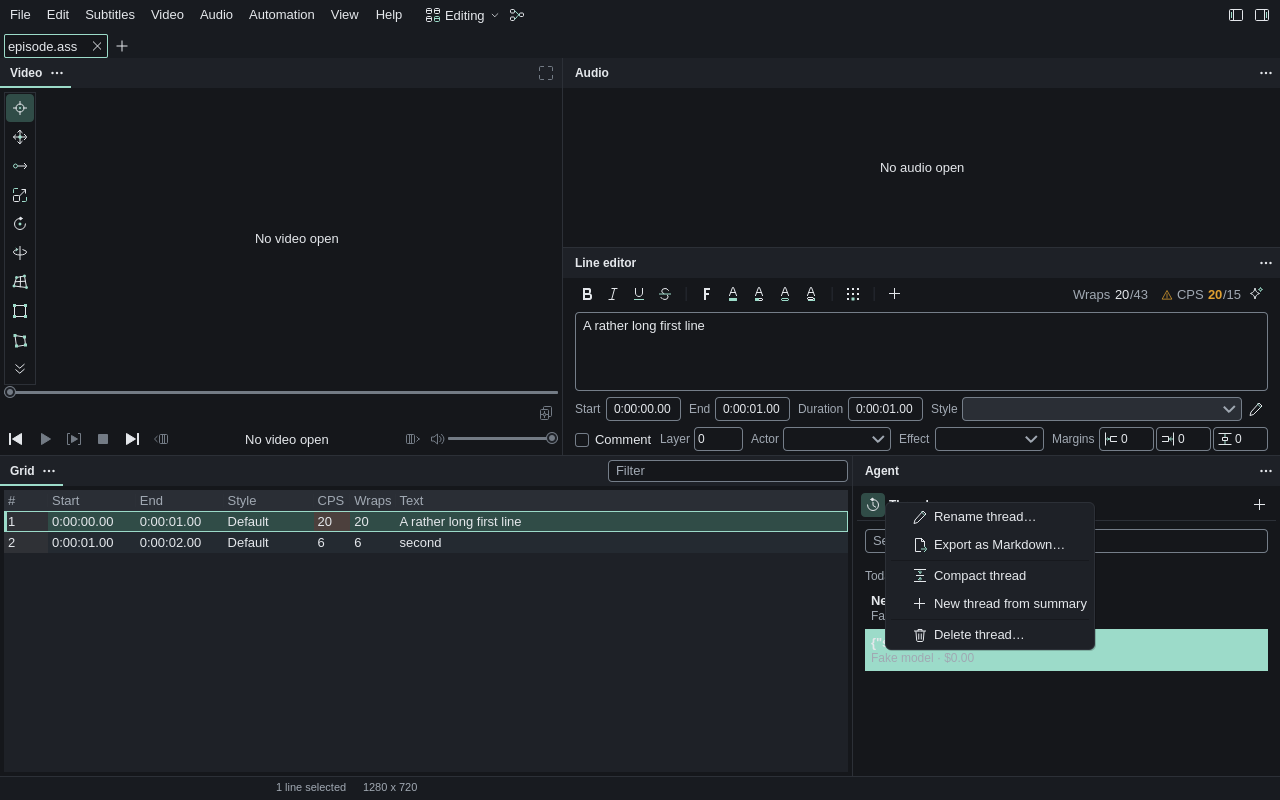 File Edit Subtitles Video Audio Automation View Help Editing
episode.ass
Video
Audio
No video open
No audio open
Line editor
Wraps 20/43 CPS 20/15
A rather long first line
Start 0:00:00.00 End 0:00:01.00 Duration 0:00:01.00 Style
Comment Layer 0 Actor Effect Margins 0 0 0
No video open
Grid
Filter
Agent
# Start End Style CPS Wraps Text
1 0:00:00.00 0:00:01.00 Default 20 20 A rather long first line
2 0:00:01.00 0:00:02.00 Default 6 6 second
Rename thread…
Export as Markdown…
Compact thread
New thread from summary
Delete thread…
Fake model · $0.00
1 line selected 1280 x 720